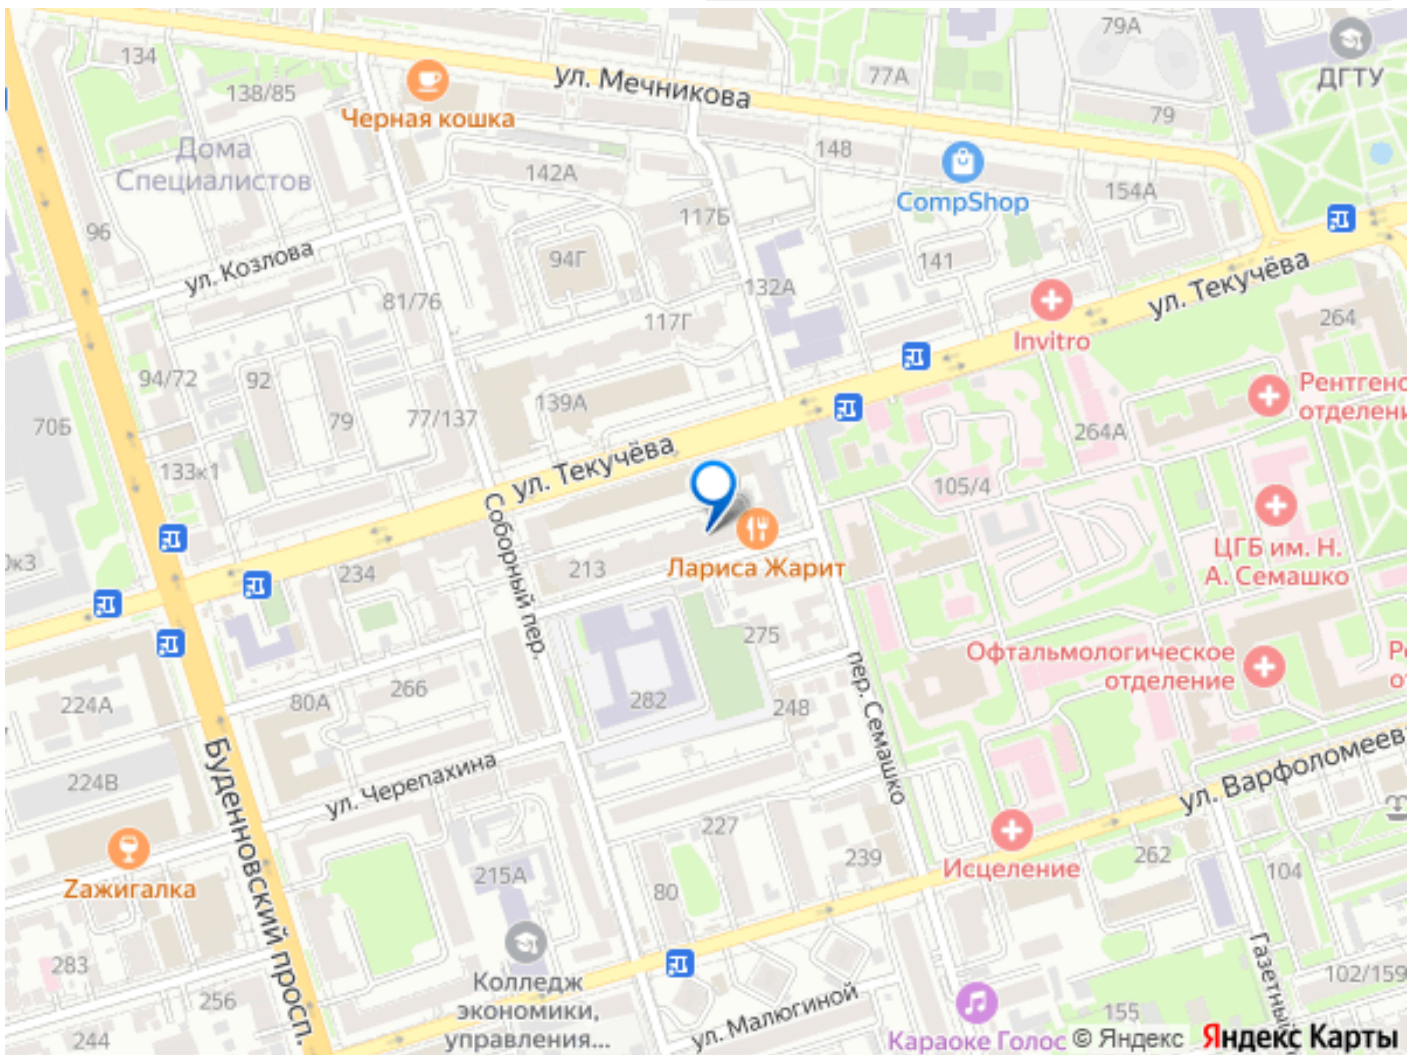 79А
ДГТУ
134
ул. Мечникова
77А
138/85
Черная кошка
79
Дома
Специалистов
142А
148
CompShop
154А
96
117Б
ул. Козлова
94Г
141
132А
ул. Текучёва
81/76
117Г
264
Invitro
94/72
92
139А
Рентгено
отделени
70Б
79
77/137
264А
133к1
ул. Текучёва
105/4
Соборный пер.
0к3
234
213
Лариса Жарит
ЦГБ им. Н.
А. Семашко
275
Офтальмологическое
отделение
266
80А
282
248
224А
пер. Семашко
Буденновский просп.
224В
ул. Черепахина
ул. Варфоломеев
227
239
262
Zажигалка
215А
80
Исцеление
104
283
256
244
Колледж
экономики,
управления...
ул. Малюгиной
155
Газетный
102/159
Караоке Голос
© Яндекс Яндекс Карты